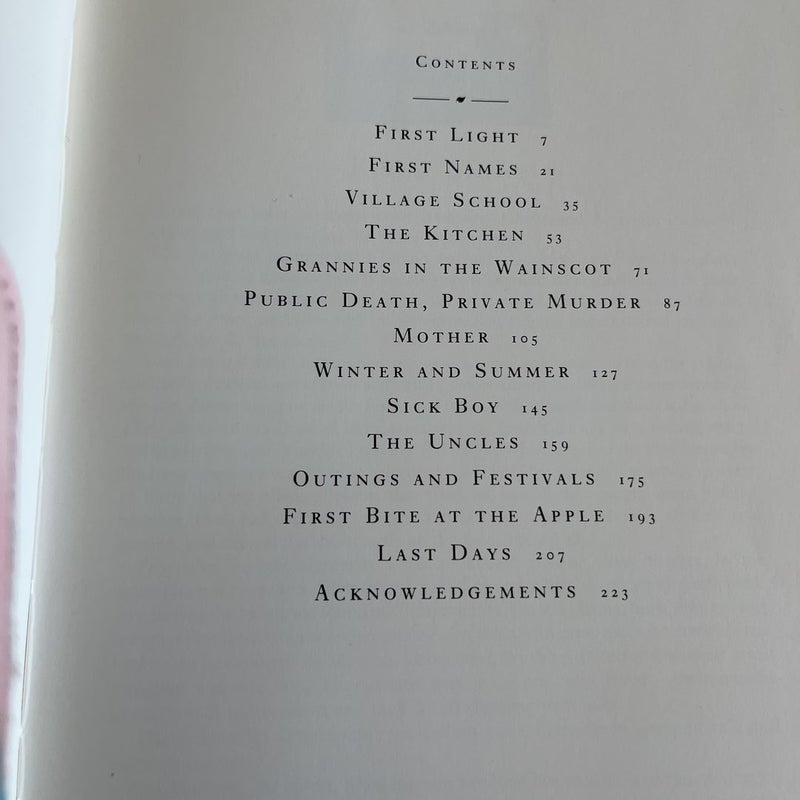 Contents
First Light 7
First Names 21
Village School 35
The Kitchen 53
Grannies in the Wainscot 71
Public Death, Private Murder 87
Mother 105
Winter and Summer 127
Sick Boy 145
The Uncles 159
Outings and Festivals 175
First Bite at the Apple 193
Last Days 207
Acknowledgements 223